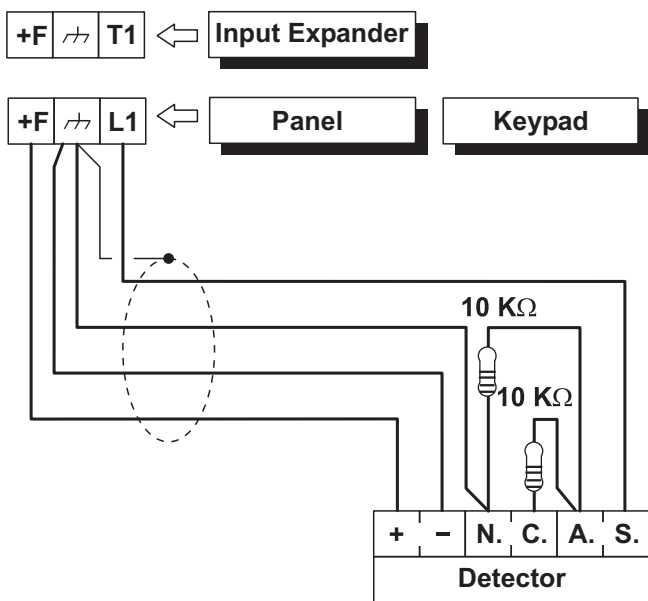 +F T1 Input Expander
+F L1 Panel Keypad
10 KΩ
10 KΩ
+ − N. C. A. S.
Detector